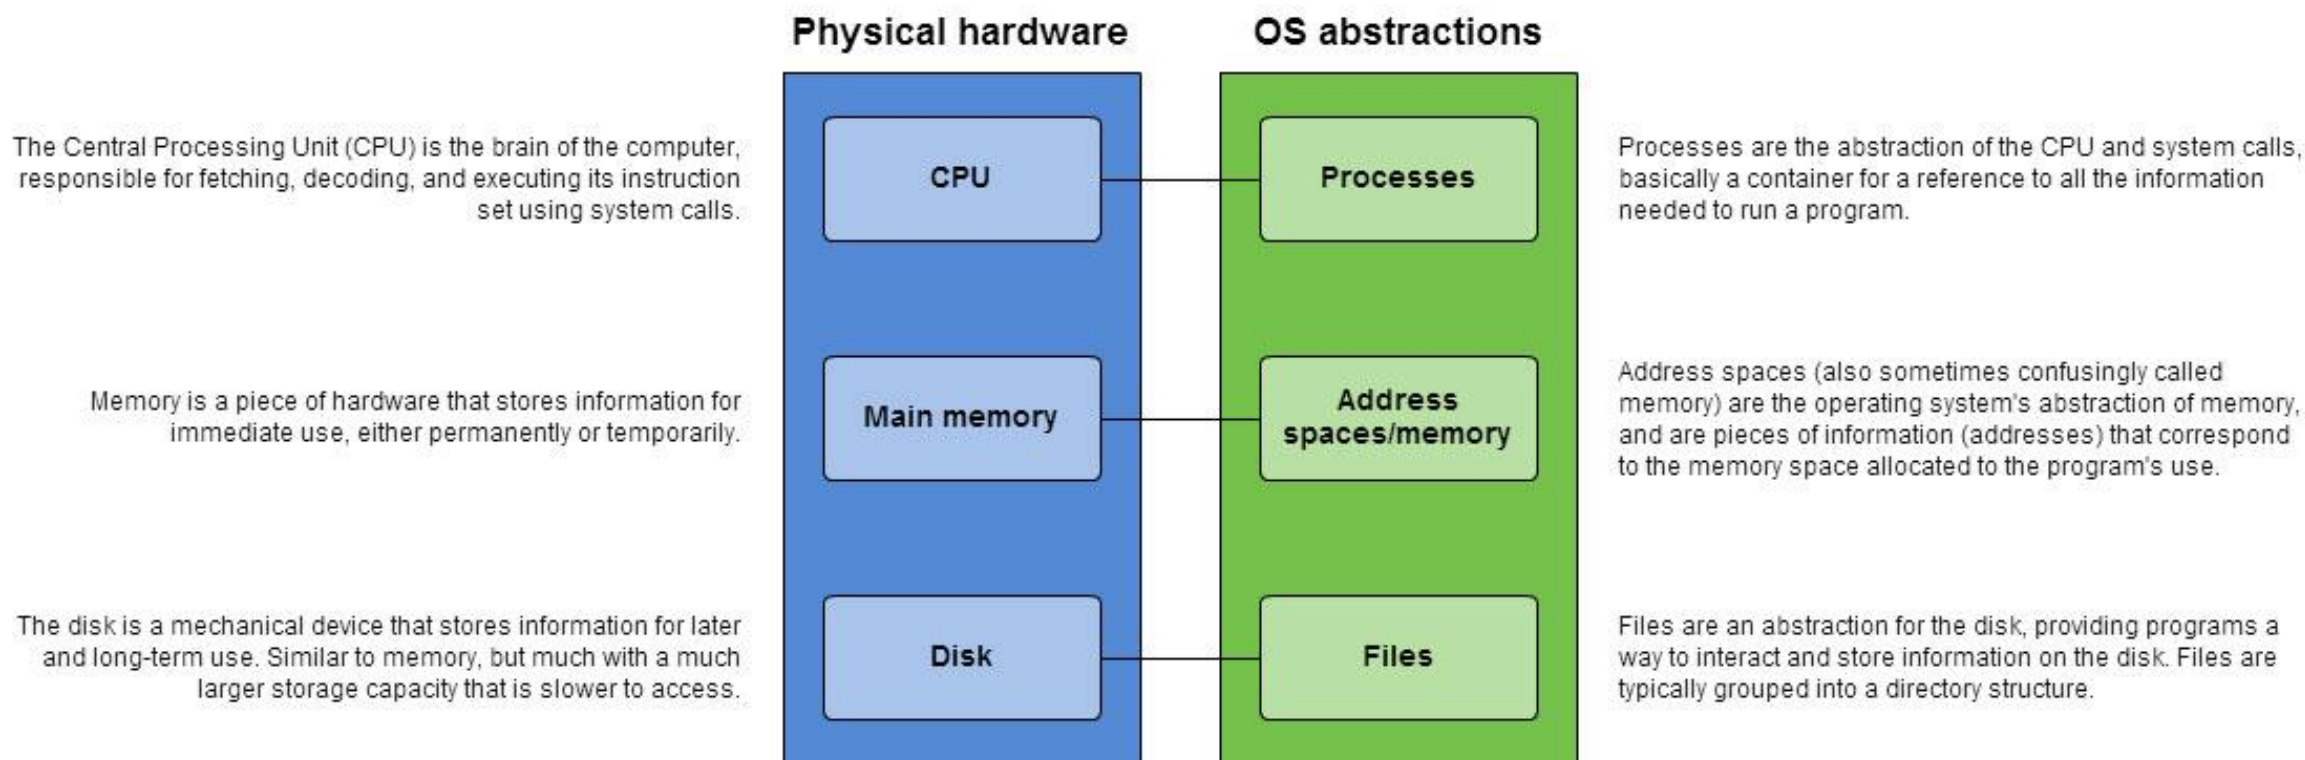 Physical hardware
OS abstractions
The Central Processing Unit (CPU) is the brain of the computer,
responsible for fetching, decoding, and executing its instruction
set using system calls.
CPU
Processes
Processes are the abstraction of the CPU and system calls,
basically a container for a reference to all the information
needed to run a program.
Memory is a piece of hardware that stores information for
immediate use, either permanently or temporarily.
Main memory
Address
spaces/memory
Address spaces (also sometimes confusingly called
memory) are the operating system's abstraction of memory,
and are pieces of information (addresses) that correspond
to the memory space allocated to the program's use.
The disk is a mechanical device that stores information for later
and long-term use. Similar to memory, but much with a much
larger storage capacity that is slower to access.
Disk
Files
Files are an abstraction for the disk, providing programs a
way to interact and store information on the disk. Files are
typically grouped into a directory structure.